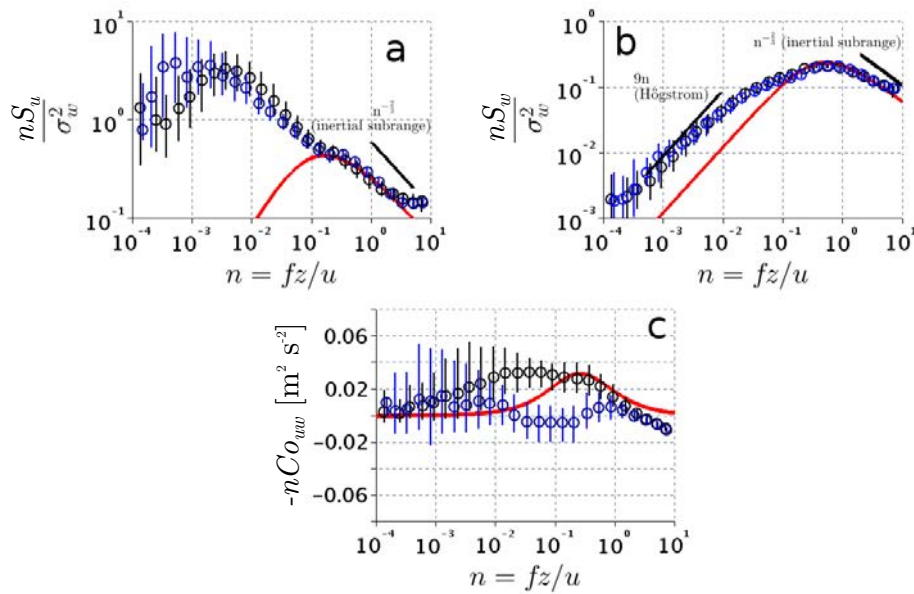 a
10^1
10^0
10^-1
nS_u / σ_w^2
n^-2/3
(inertial subrange)
10^-4 10^-3 10^-2 10^-1 10^0 10^1
n = fz/u
b
10^0
10^-1
10^-2
10^-3
nS_w / σ_w^2
n^-2/3 (inertial subrange)
9n
(Högstrom)
10^-4 10^-3 10^-2 10^-1 10^0 10^1
n = fz/u
c
0.06
0.02
-0.02
-0.06
-nCo_uw [m^2 s^-2]
10^-4 10^-3 10^-2 10^-1 10^0 10^1
n = fz/u